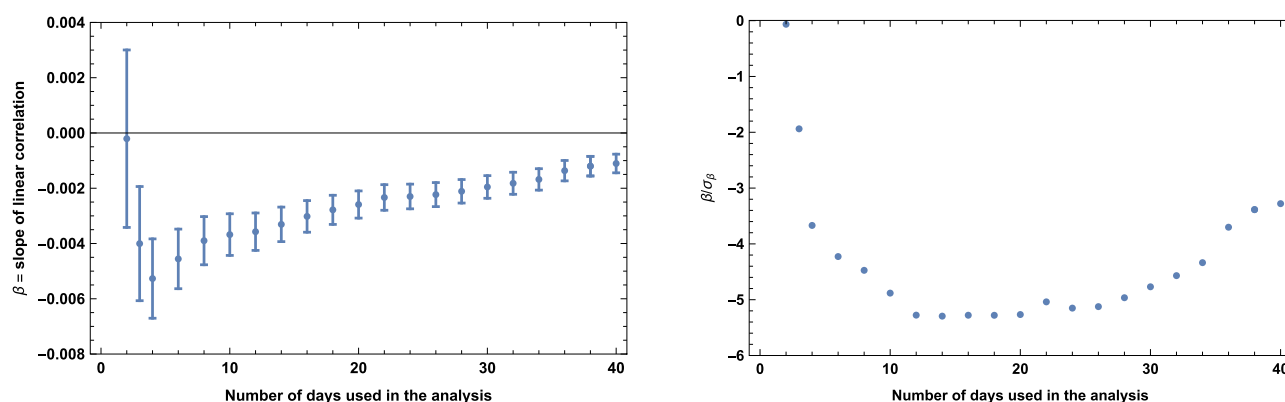 0.004
0.002
0.000
−0.002
−0.004
−0.006
−0.008
β = slope of linear correlation
0 10 20 30 40
Number of days used in the analysis
0
−1
−2
−3
−4
−5
−6
β/σβ
0 10 20 30 40
Number of days used in the analysis